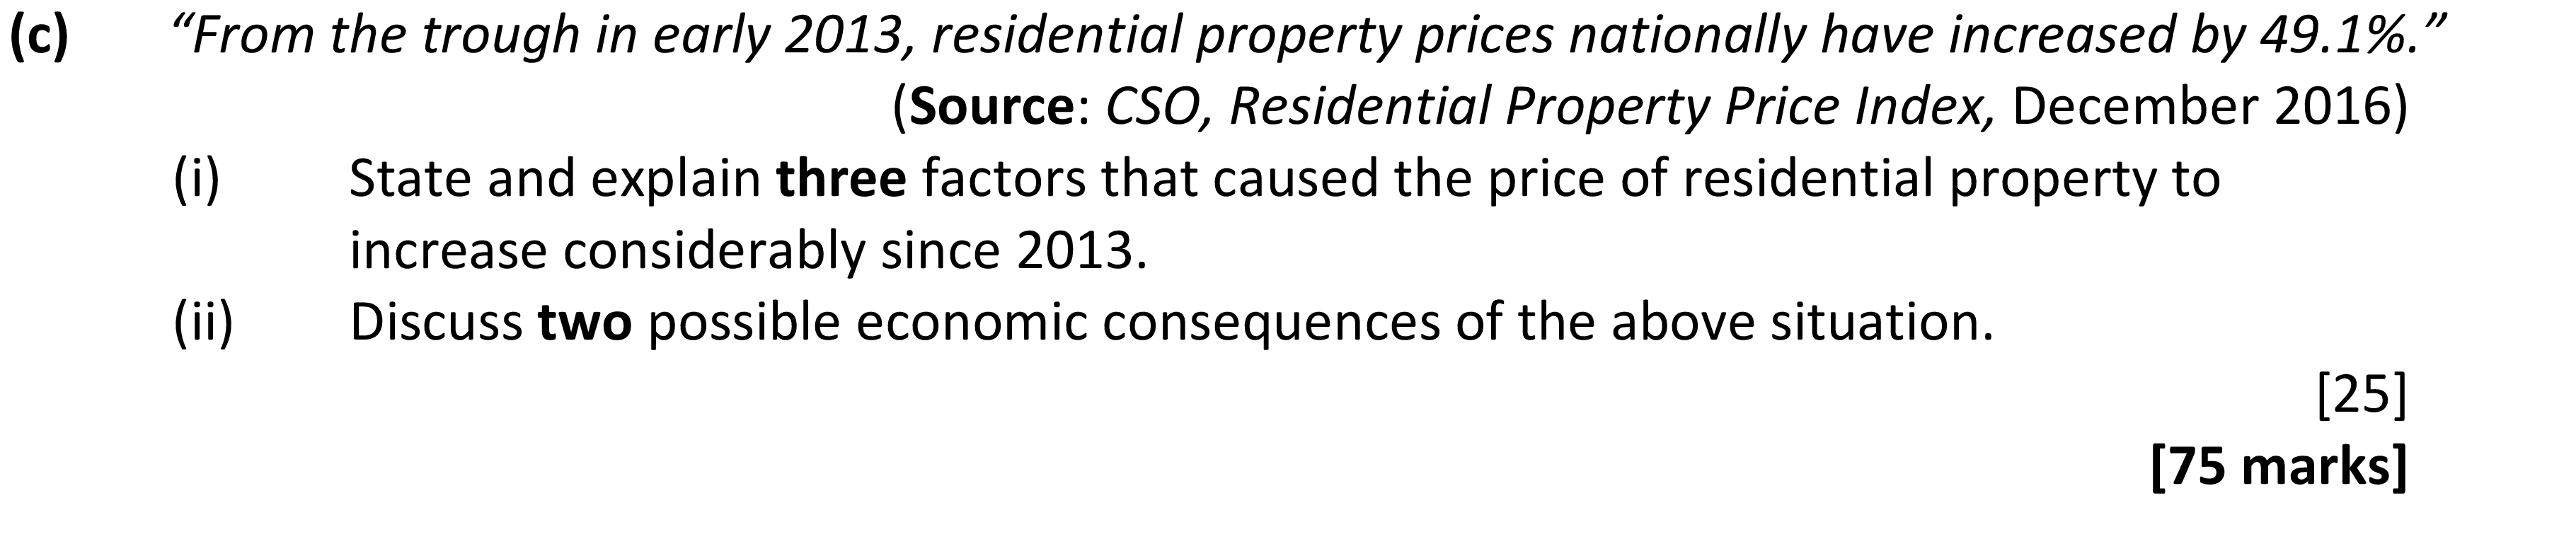 (c) “From the trough in early 2013, residential property prices nationally have increased by 49.1%.”
(Source: CSO, Residential Property Price Index, December 2016)
(i) State and explain three factors that caused the price of residential property to
increase considerably since 2013.
(ii) Discuss two possible economic consequences of the above situation.
[25]
[75 marks]